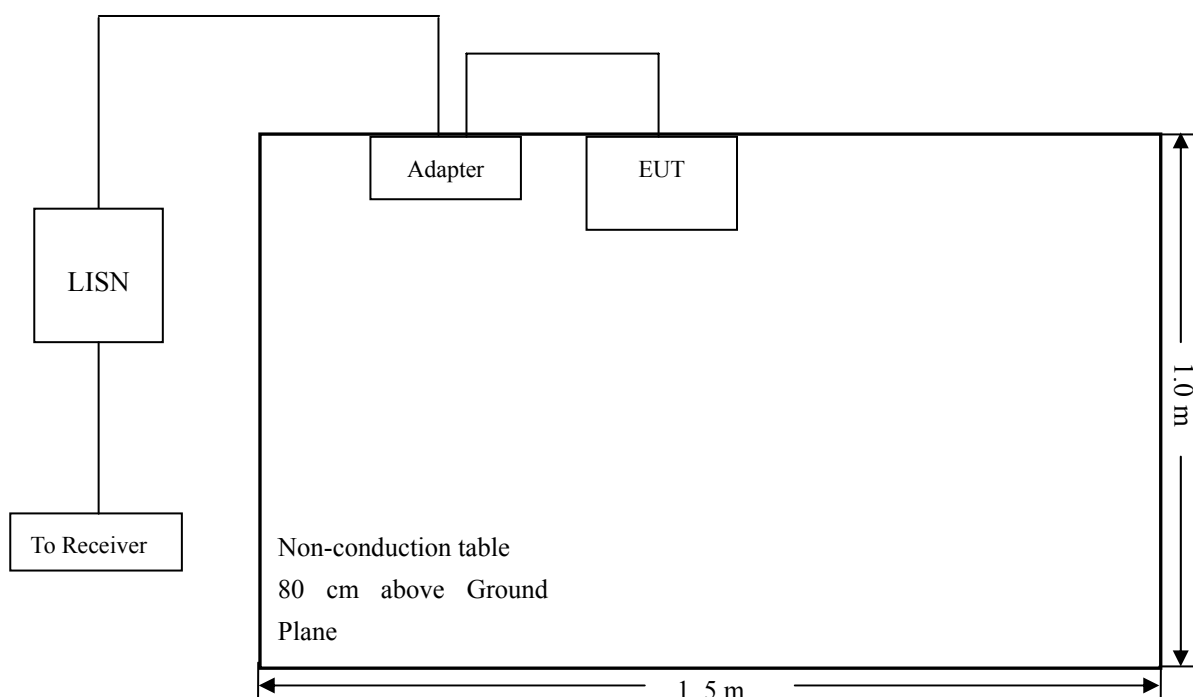 Adapter
EUT
LISN
To Receiver
Non-conduction table
80 cm above Ground
Plane
1.0 m
1. 5 m